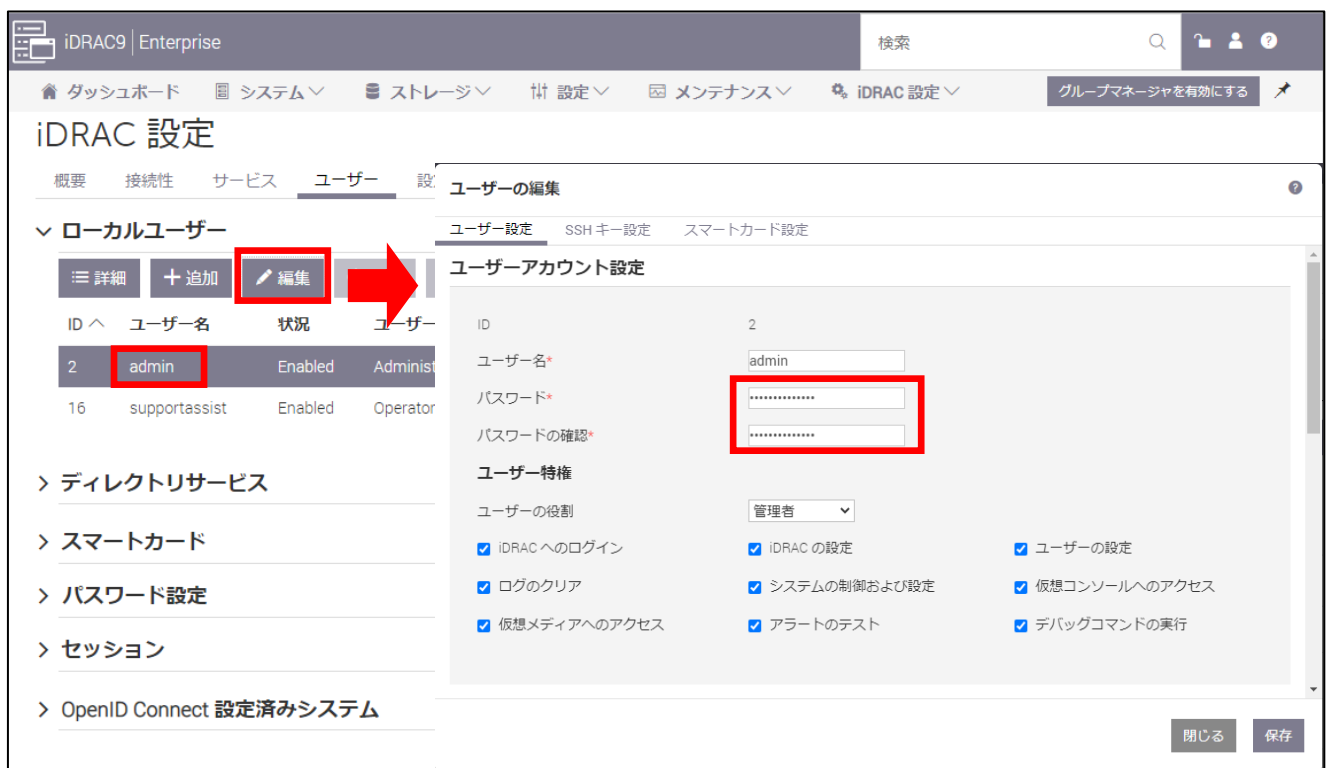 iDRAC9 | Enterprise 検索
ダッシュボード システム ストレージ 設定 メンテナンス iDRAC 設定 グループマネージャを有効にする
iDRAC 設定
概要 接続性 サービス ユーザー 設
ローカルユーザー
詳細 追加 編集
ID ユーザー名 状況 ユーザー
2 admin Enabled Administ
16 supportassist Enabled Operator
ディレクトリサービス
スマートカード
パスワード設定
セッション
OpenID Connect 設定済みシステム
ユーザーの編集
ユーザー設定 SSH キー設定 スマートカード設定
ユーザーアカウント設定
ID 2
ユーザー名* admin
パスワード* ••••••••••••••
パスワードの確認* ••••••••••••••
ユーザー特権
ユーザーの役割 管理者
iDRAC へのログイン iDRAC の設定 ユーザーの設定
ログのクリア システムの制御および設定 仮想コンソールへのアクセス
仮想メディアへのアクセス アラートのテスト デバッグコマンドの実行
閉じる 保存